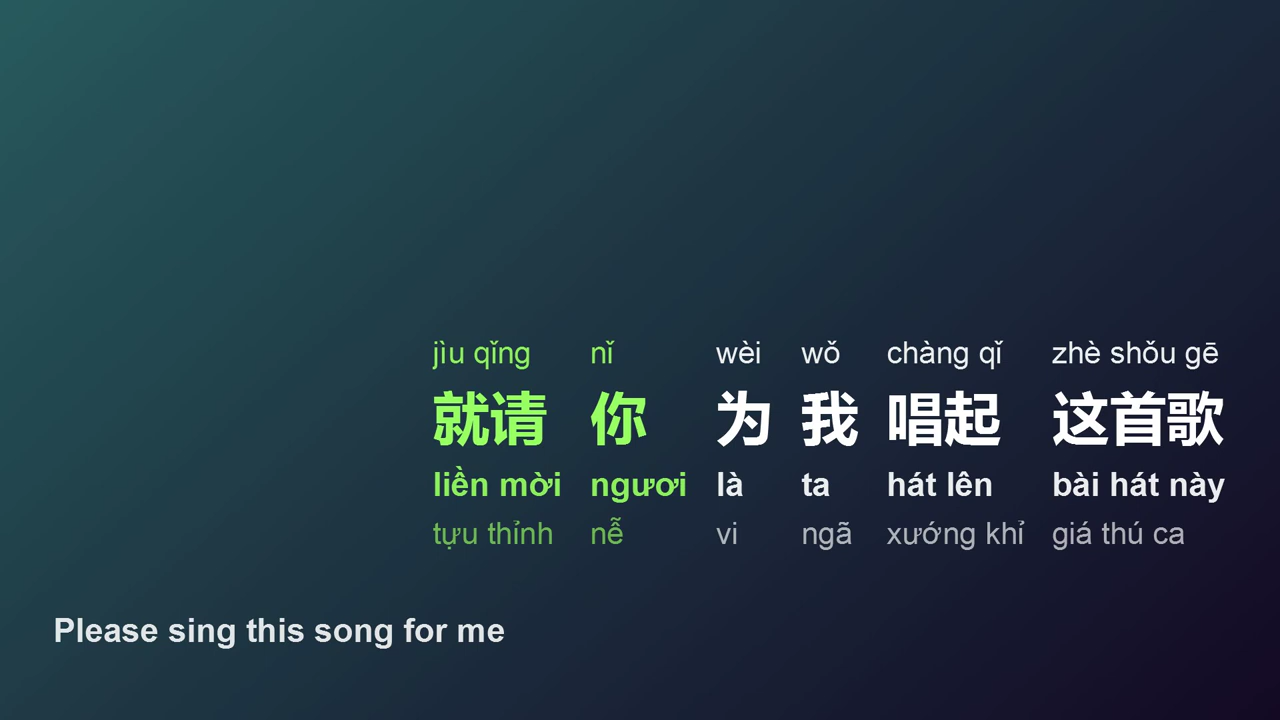 jìu qǐng nǐ wèi wǒ chàng qǐ zhè shǒu gē
就请 你 为 我 唱起 这首歌
liền mời ngươi là ta hát lên bài hát này
tựu thỉnh nễ vi ngã xướng khỉ giá thú ca
Please sing this song for me